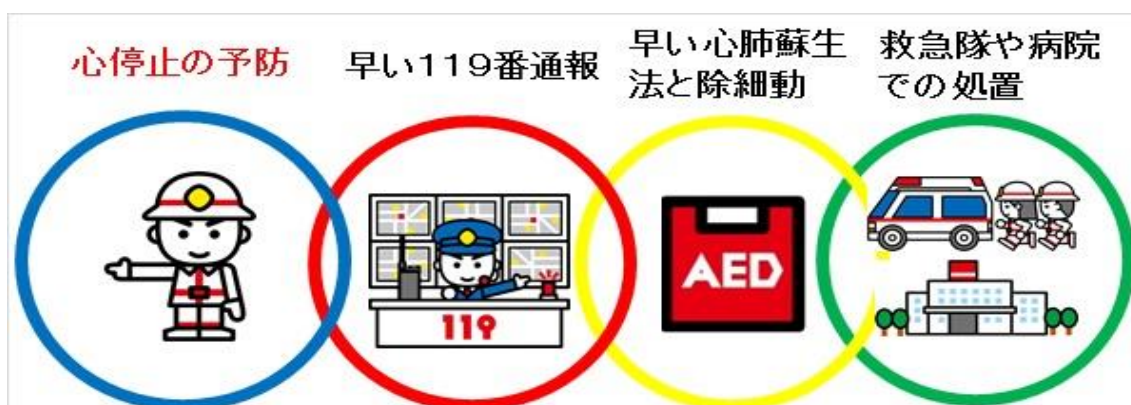 心停止の予防
早い119番通報
早い心肺蘇生
法と除細動
救急隊や病院
での処置
119
AED